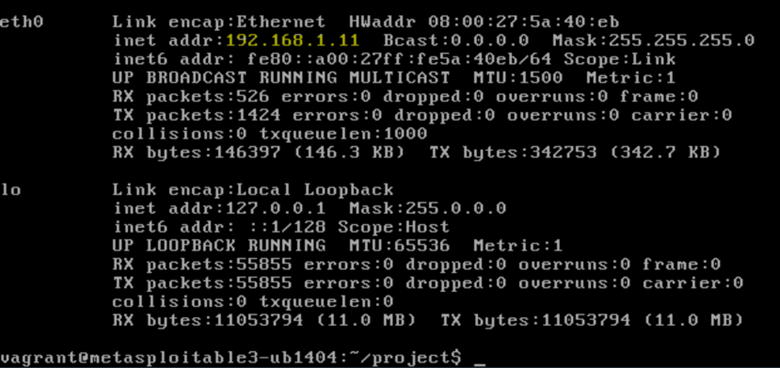 eth0 Link encap:Ethernet HWaddr 08:00:27:5a:40:eb
inet addr:192.168.1.11 Bcast:0.0.0.0 Mask:255.255.255.0
inet6 addr: fe80::a00:27ff:fe5a:40eb/64 Scope:Link
UP BROADCAST RUNNING MULTICAST MTU:1500 Metric:1
RX packets:526 errors:0 dropped:0 overruns:0 frame:0
TX packets:1424 errors:0 dropped:0 overruns:0 carrier:0
collisions:0 txqueuelen:1000
RX bytes:146397 (146.3 KB) TX bytes:342753 (342.7 KB)
lo Link encap:Local Loopback
inet addr:127.0.0.1 Mask:255.0.0.0
inet6 addr: ::1/128 Scope:Host
UP LOOPBACK RUNNING MTU:65536 Metric:1
RX packets:55855 errors:0 dropped:0 overruns:0 frame:0
TX packets:55855 errors:0 dropped:0 overruns:0 carrier:0
collisions:0 txqueuelen:0
RX bytes:11053794 (11.0 MB) TX bytes:11053794 (11.0 MB)
vagrant@metasploitable3-ub1404:~/project$ _